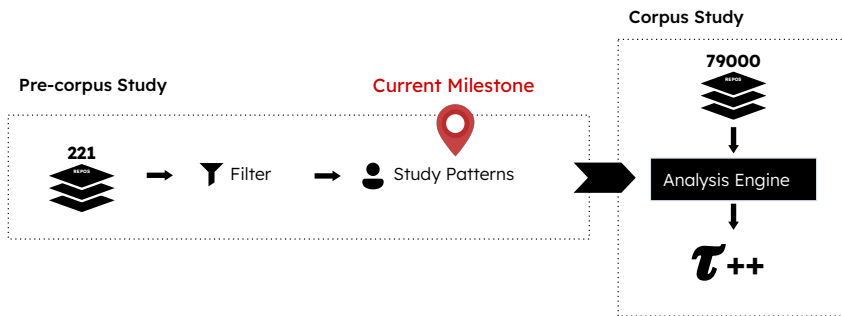 Corpus Study
79000
REPOS
Pre-corpus Study
Current Milestone
221
REPOS
Filter
Study Patterns
Analysis Engine
τ++